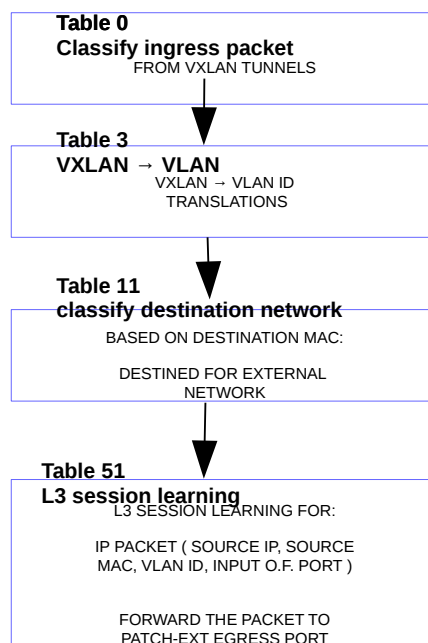 Table 0
Classify ingress packet
FROM VXLAN TUNNELS
Table 3
VXLAN → VLAN
VXLAN → VLAN ID
TRANSLATIONS
Table 11
classify destination network
BASED ON DESTINATION MAC:
DESTINED FOR EXTERNAL
NETWORK
Table 51
L3 session learning
L3 SESSION LEARNING FOR:
IP PACKET ( SOURCE IP, SOURCE
MAC, VLAN ID, INPUT O.F. PORT )
FORWARD THE PACKET TO
PATCH-EXT EGRESS PORT